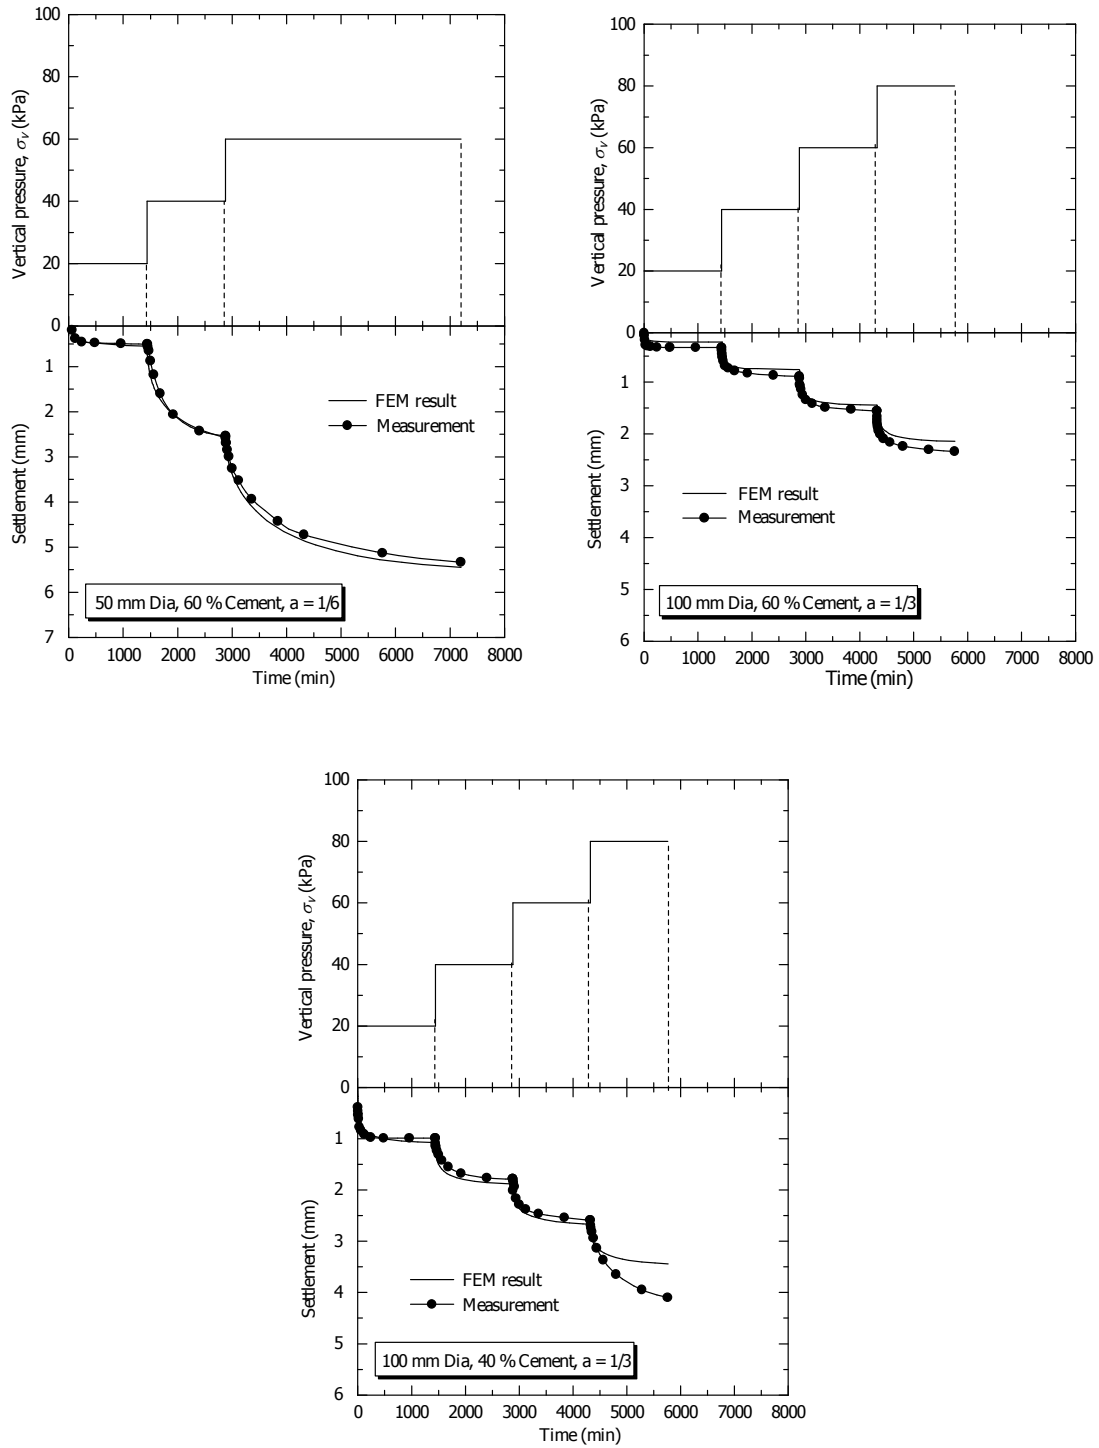 100
80
60
40
20
0
Vertical pressure, σv (kPa)
1
2
3
4
5
6
7
Settlement (mm)
FEM result
Measurement
50 mm Dia, 60 % Cement, a = 1/6
0 1000 2000 3000 4000 5000 6000 7000 8000
Time (min)
100
80
60
40
20
0
Vertical pressure, σv (kPa)
1
2
3
4
5
6
Settlement (mm)
FEM result
Measurement
100 mm Dia, 60 % Cement, a = 1/3
0 1000 2000 3000 4000 5000 6000 7000 8000
Time (min)
100
80
60
40
20
0
Vertical pressure, σv (kPa)
1
2
3
4
5
6
Settlement (mm)
FEM result
Measurement
100 mm Dia, 40 % Cement, a = 1/3
0 1000 2000 3000 4000 5000 6000 7000 8000
Time (min)